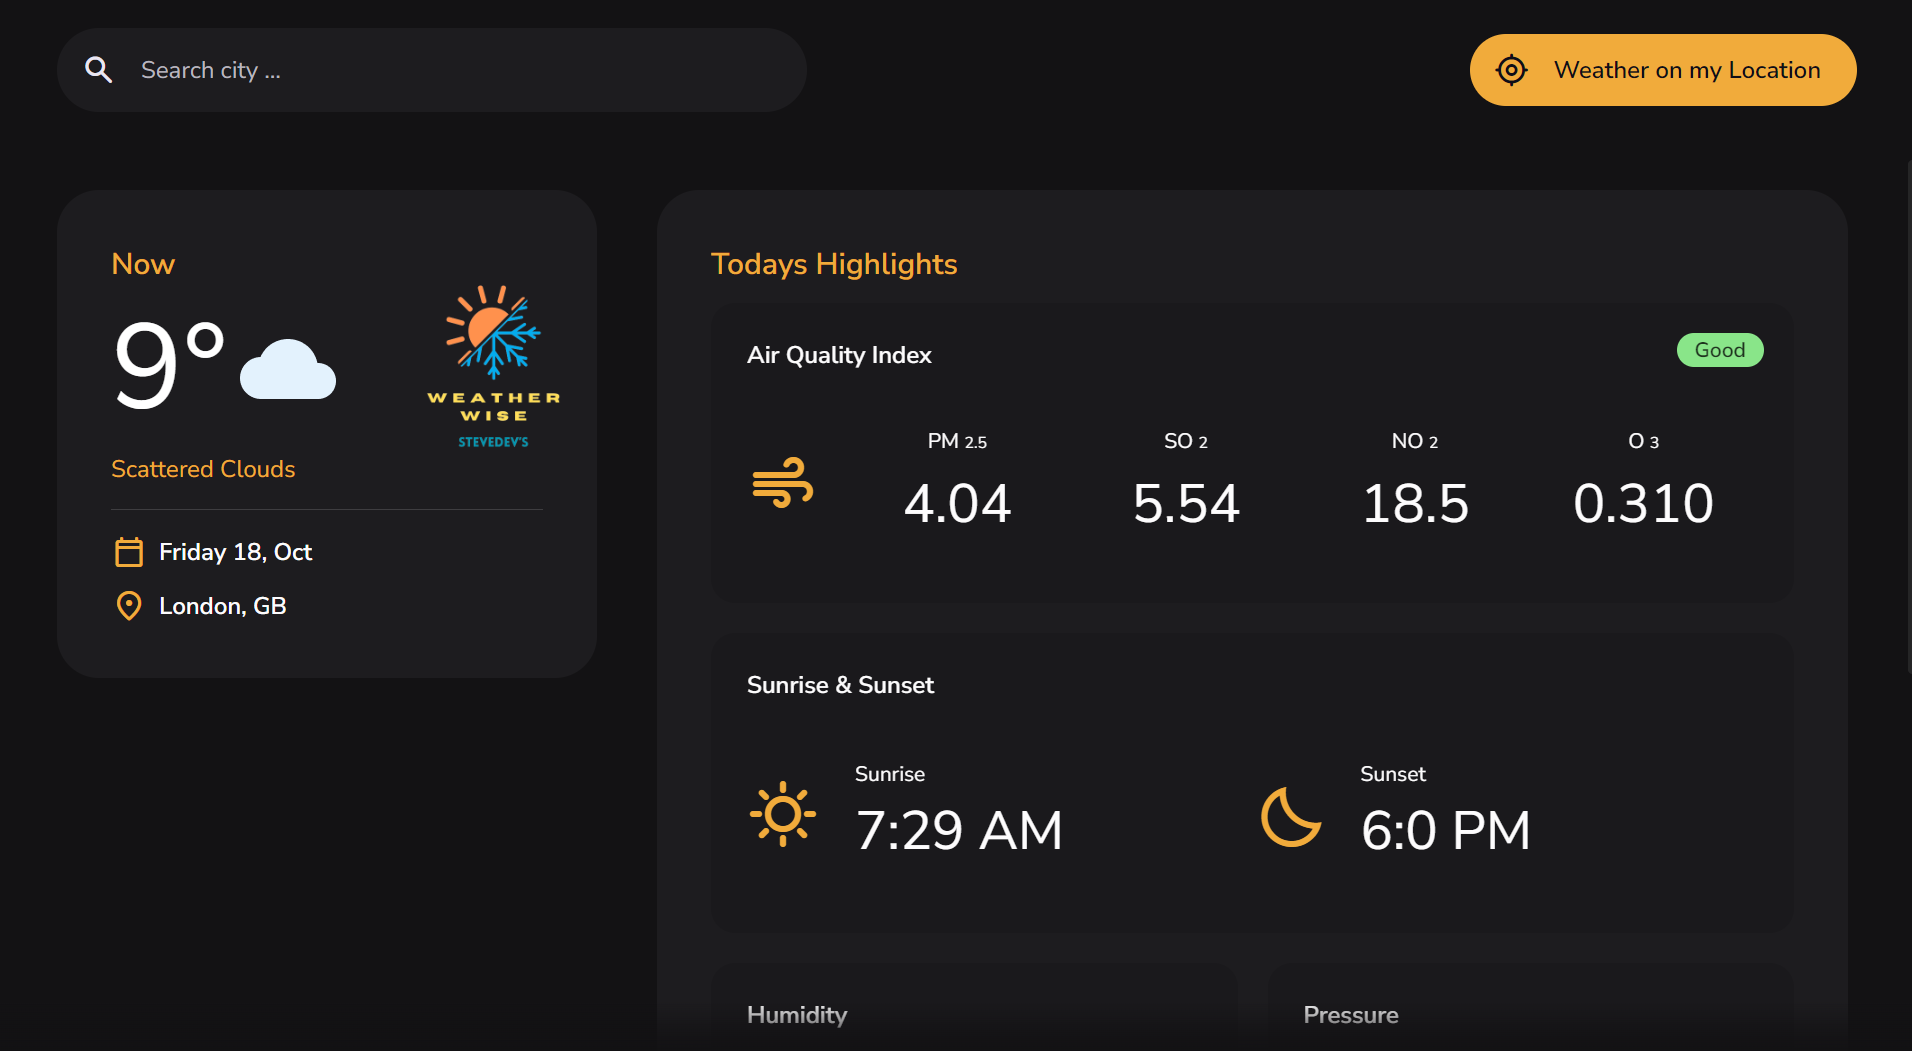 Search city ...
Weather on my Location
Now
9°
WEATHER
WISE
STEVEDEV'S
Scattered Clouds
Friday 18, Oct
London, GB
Todays Highlights
Air Quality Index
Good
PM 2.5 SO 2 NO 2 O 3
4.04 5.54 18.5 0.310
Sunrise & Sunset
Sunrise
7:29 AM
Sunset
6:0 PM
Humidity
Pressure